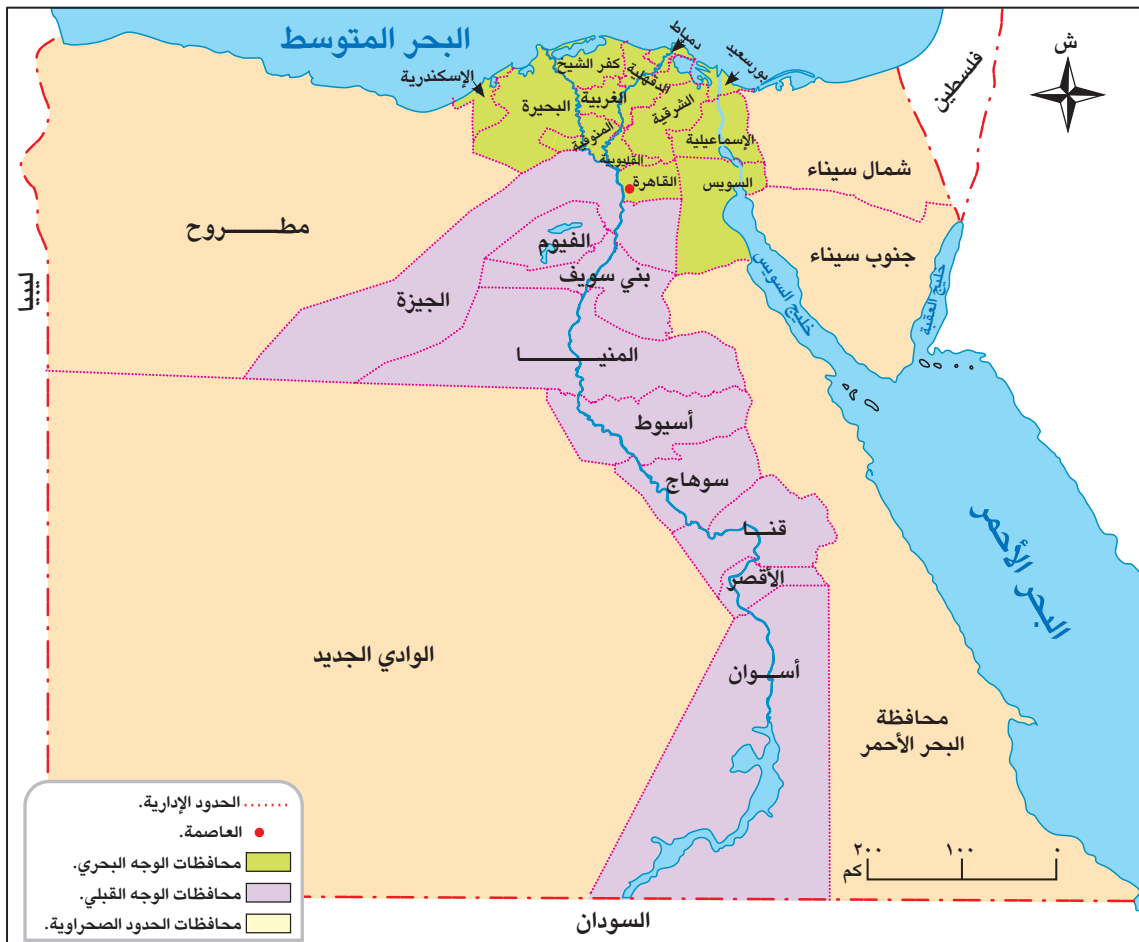 البحر المتوسط
ش
فلسطين
دمياط
بورسعيد
الإسكندرية
كفر الشيخ
الدقهلية
البحيرة
الغربية
الشرقية
المنوفية
الإسماعيلية
القليوبية
القاهرة
السويس
شمال سيناء
جنوب سيناء
مطـــــروح
الفيوم
بني سويف
الجيزة
خليج السويس
خليج العقبة
ليبيا
المنيـــــــا
أسيوط
سوهاج
قنــا
الأقصر
البحر الأحمر
الوادي الجديد
أســـوان
محافظة
البحر الأحمر
الحدود الإدارية.
العاصمة.
محافظات الوجه البحري.
محافظات الوجه القبلي.
محافظات الحدود الصحراوية.
٢٠٠ ١٠٠ ٠
كم
السودان